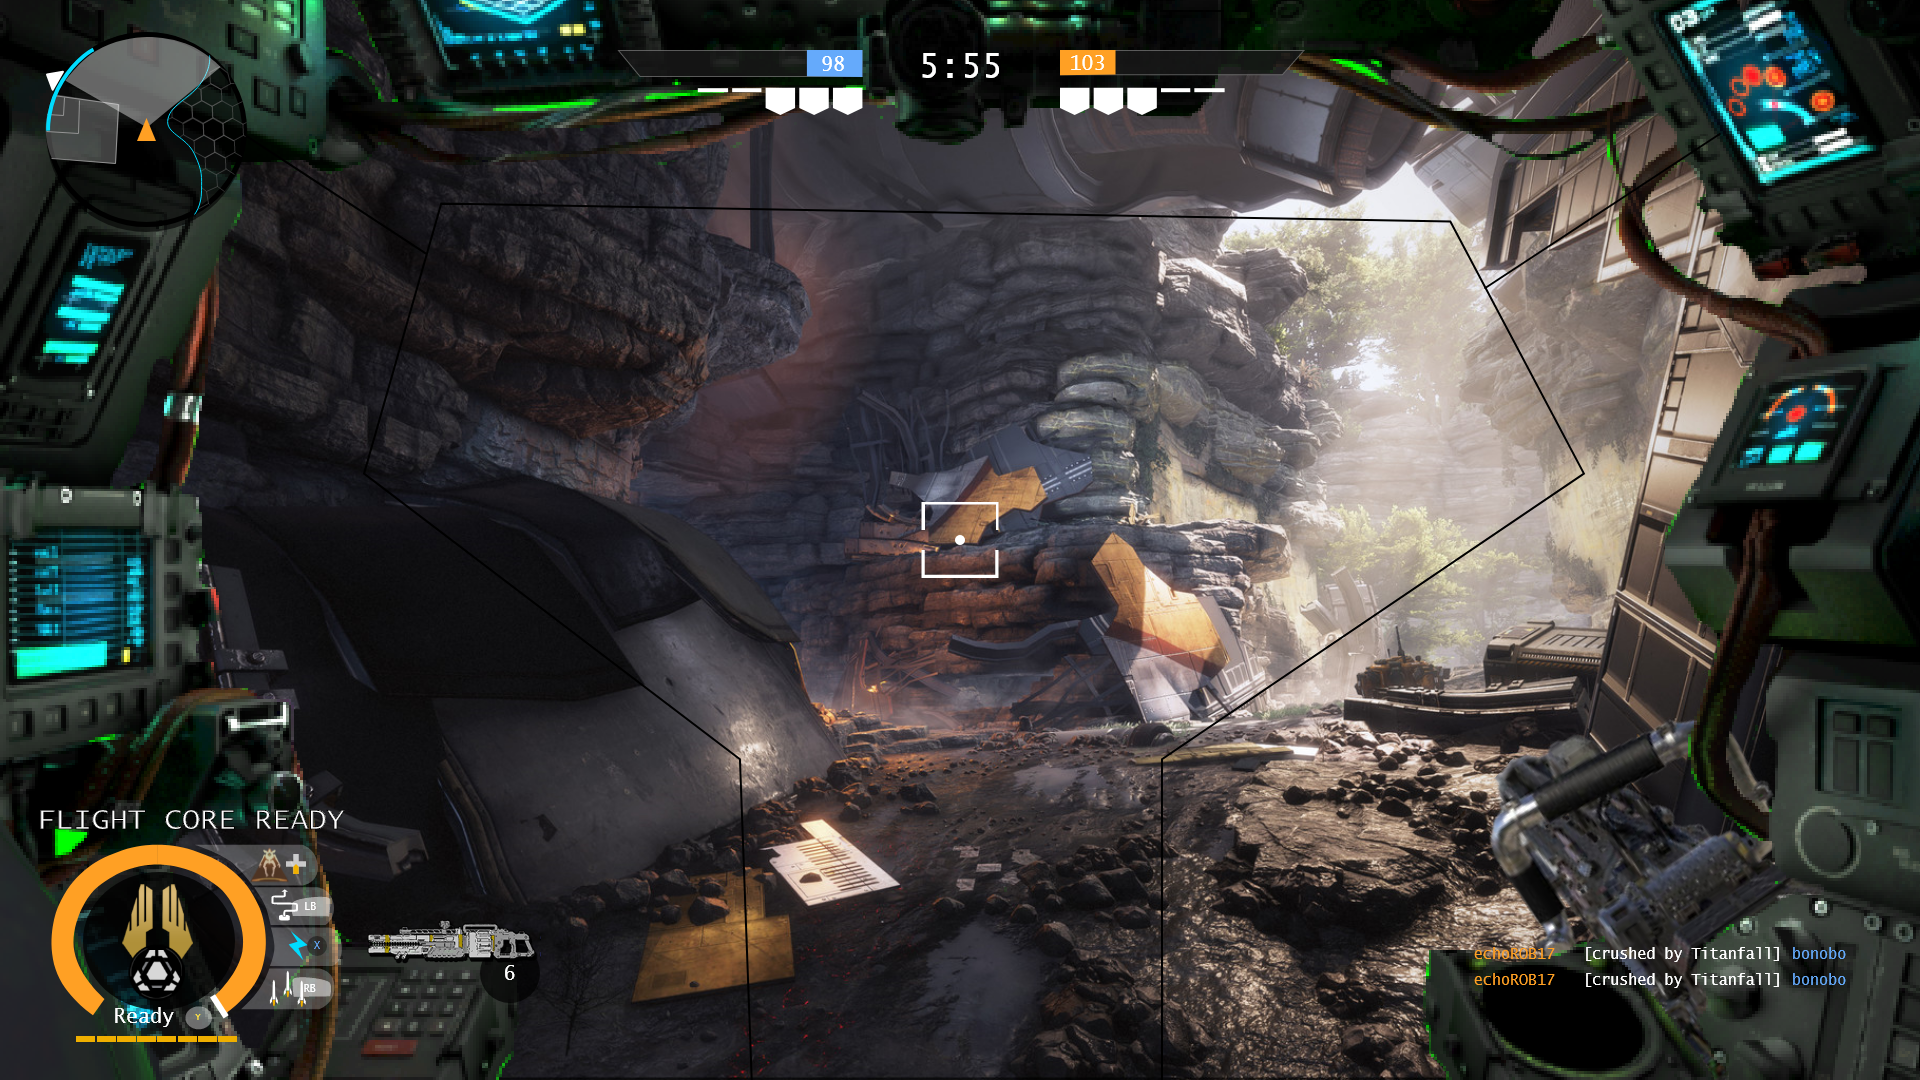 98
5:55
103
FLIGHT CORE READY
LB
X
RB
6
Ready
Y
echoROB17 [crushed by Titanfall] bonobo
echoROB17 [crushed by Titanfall] bonobo